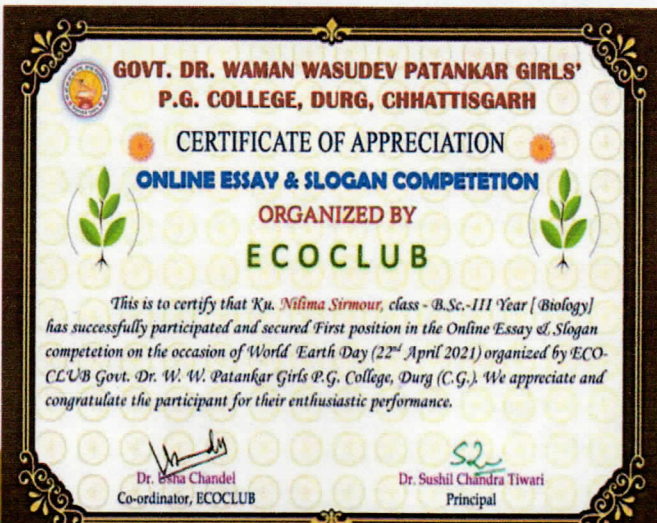 GOVT. DR. WAMAN WASUDEV PATANKAR GIRLS'
P.G. COLLEGE, DURG, CHHATTISGARH
CERTIFICATE OF APPRECIATION
ONLINE ESSAY & SLOGAN COMPETETION
ORGANIZED BY
ECOCLUB
This is to certify that Ku. Nilima Sirmour, class - B.Sc.-III Year [Biology]
has successfully participated and secured First position in the Online Essay & Slogan
competetion on the occasion of World Earth Day (22nd April 2021) organized by ECO-
CLUB Govt. Dr. W. W. Patankar Girls P.G. College, Durg (C.G.). We appreciate and
congratulate the participant for their enthusiastic performance.
Dr. Usha Chandel
Co-ordinator, ECOCLUB
Dr. Sushil Chandra Tiwari
Principal